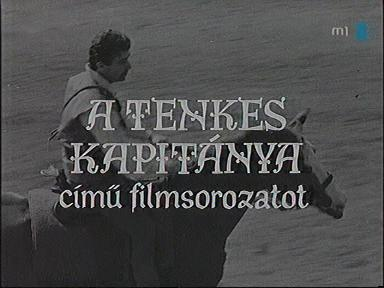 m1
A TENKES
KAPITÁNYA
című filmsorozatot